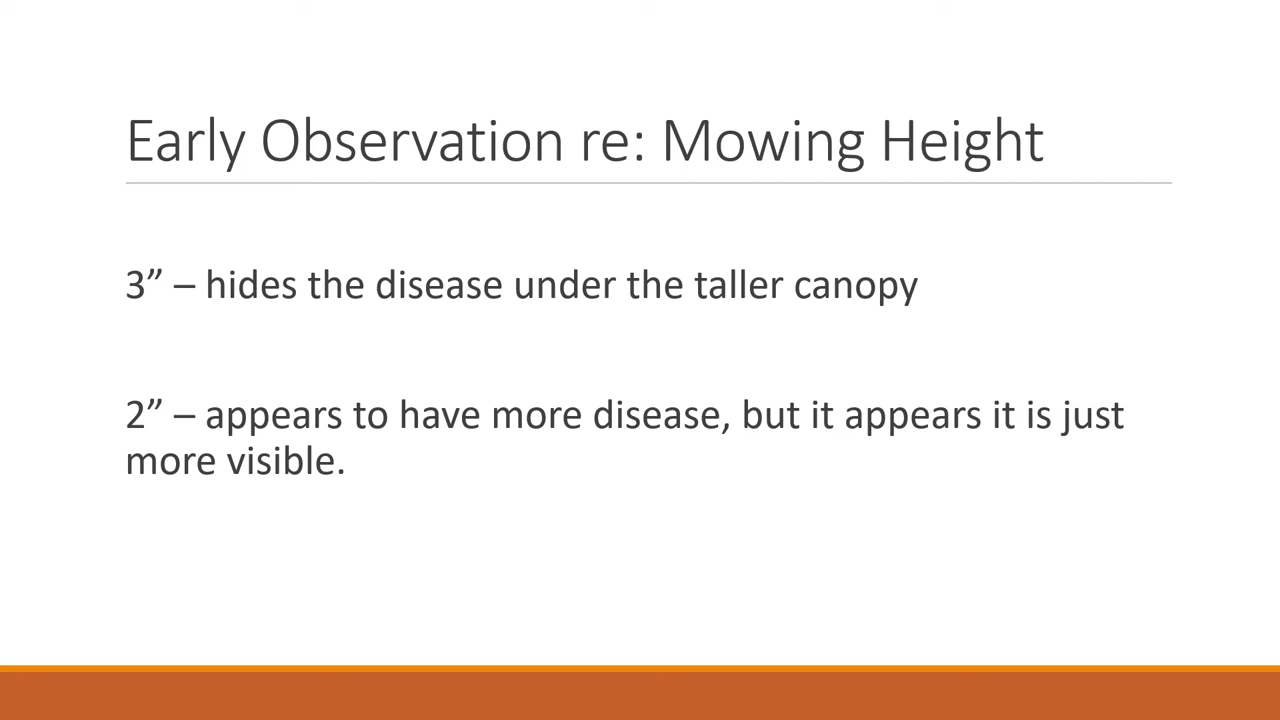 Early Observation re: Mowing Height
3” – hides the disease under the taller canopy
2” – appears to have more disease, but it appears it is just
more visible.